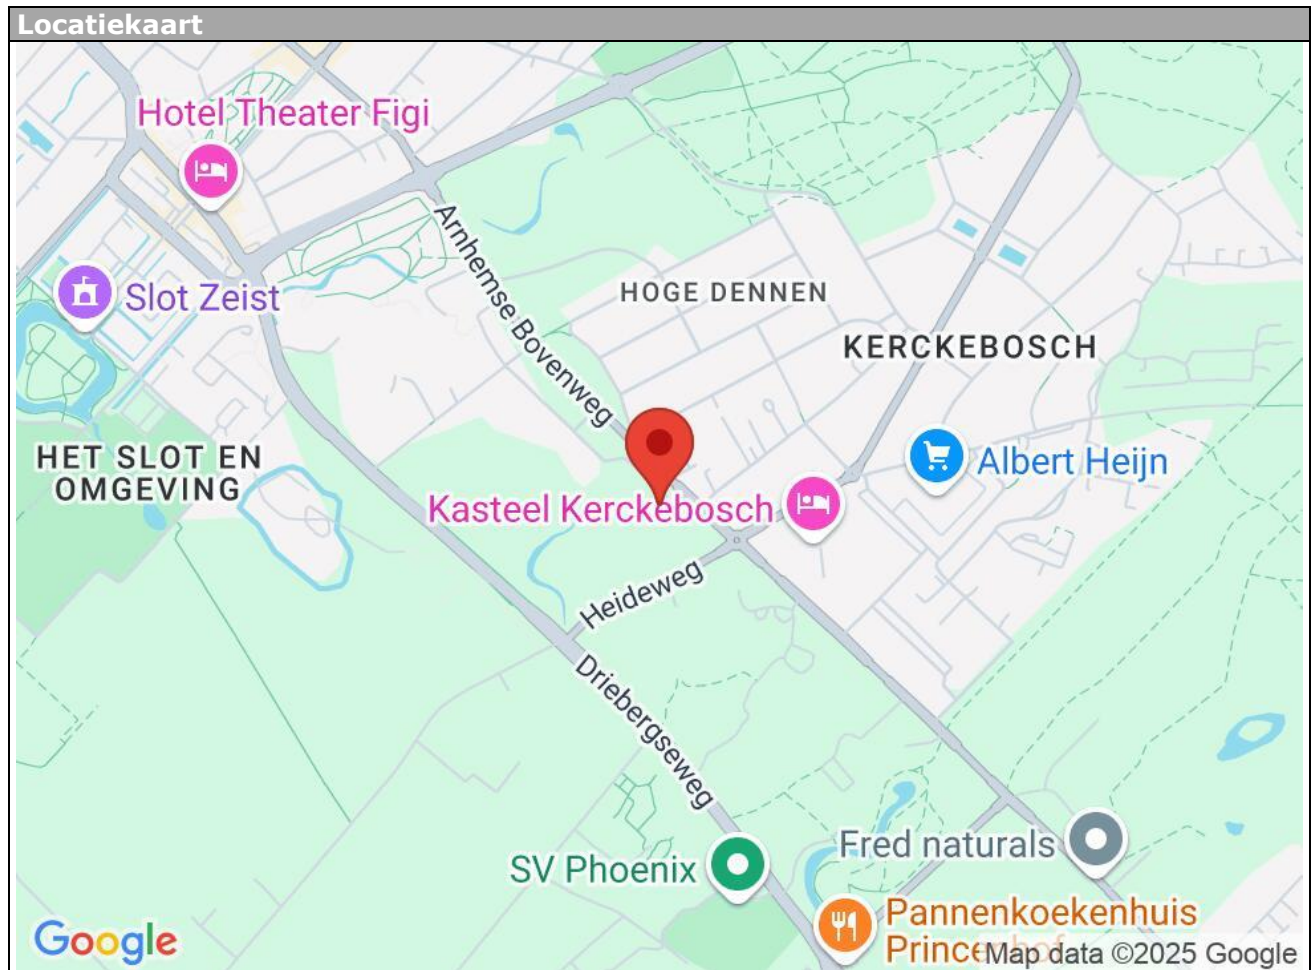 Locatiekaart
Hotel Theater Figi
Arnhemse Bovenweg
Slot Zeist
HOGE DENNEN
KERCKEBOSCH
HET SLOT EN
OMGEVING
Albert Heijn
Kasteel Kerckebosch
Heideweg
Driebergseweg
Fred naturals
SV Phoenix
Pannenkoekenhuis
Google
Map data ©2025 Google